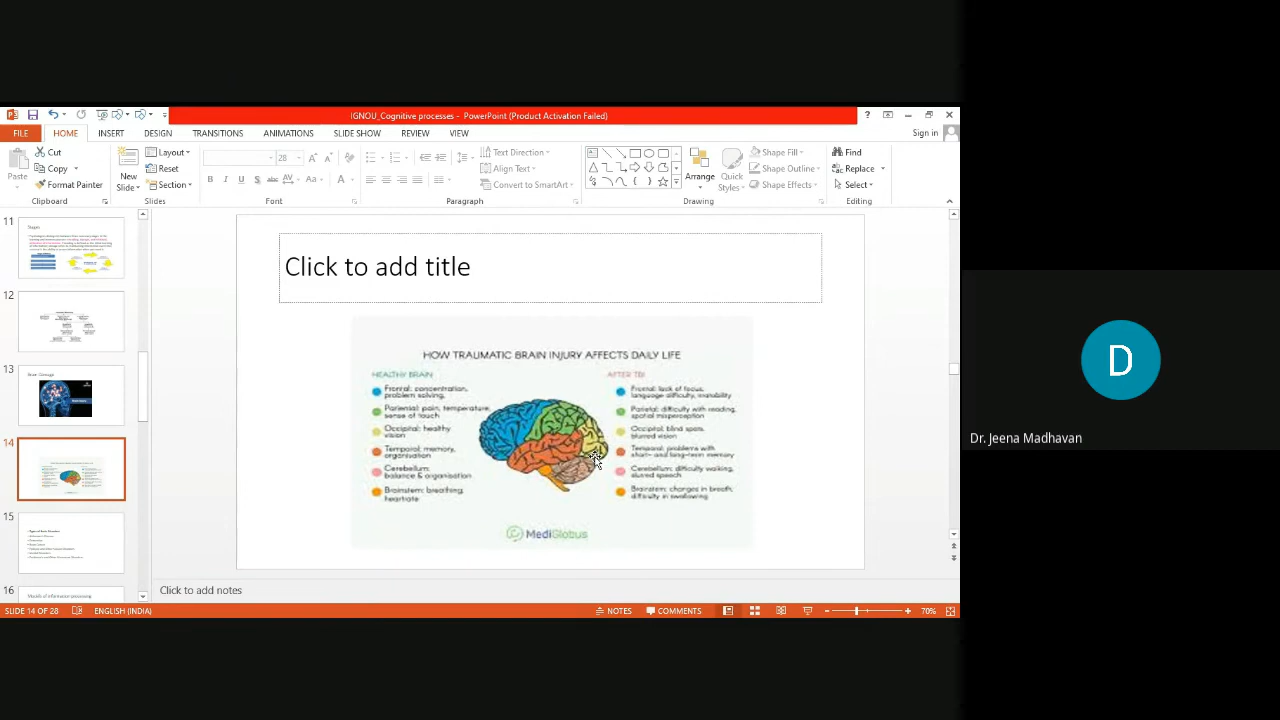 IGNOU_Cognitive processes - PowerPoint (Product Activation Failed)
FILE HOME INSERT DESIGN TRANSITIONS ANIMATIONS SLIDE SHOW REVIEW VIEW Sign in
Paste
Cut
Copy
Format Painter
Clipboard
New Slide
Layout
Reset
Section
Slides
28
Font
Text Direction
Align Text
Convert to SmartArt
Paragraph
Arrange
Quick Styles
Shape Fill
Shape Outline
Shape Effects
Drawing
Find
Replace
Select
Editing
11
12
13
14
15
16
Models of information processing
Click to add title
HOW TRAUMATIC BRAIN INJURY AFFECTS DAILY LIFE
HEALTHY BRAIN:
Frontal: concentration,
problem solving,
pain, temperature,
sense of touch
Occipital: healthy
vision
Temporal: memory,
organisation
Cerebellum:
balance & organisation
Brainstem: breathing,
heartrate
AFTER TBI
Frontal: lack of focus,
language difficulty, irritability
Parietal: difficulty with reading,
spatial misperception
Occipital: blind spots,
blurred vision
Temporal: problems with
short- and long-term memory
Cerebellum: difficulty walking,
slurred speech
Brainstem: changes in breath,
difficulty in swallowing
MediGlobus
Click to add notes
SLIDE 14 OF 28 ENGLISH (INDIA) NOTES COMMENTS 70%
D
Dr. Jeena Madhavan